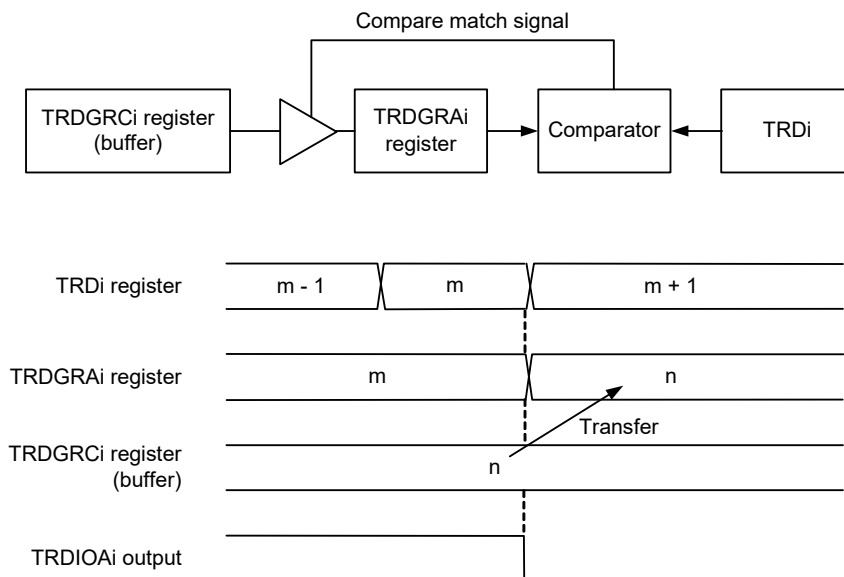 Compare match signal
TRDGRCi register
(buffer)
TRDGRAi
register
Comparator
TRDi
TRDi register
m - 1
m
m + 1
TRDGRAi register
m
n
Transfer
TRDGRCi register
(buffer)
n
TRDIOAi output